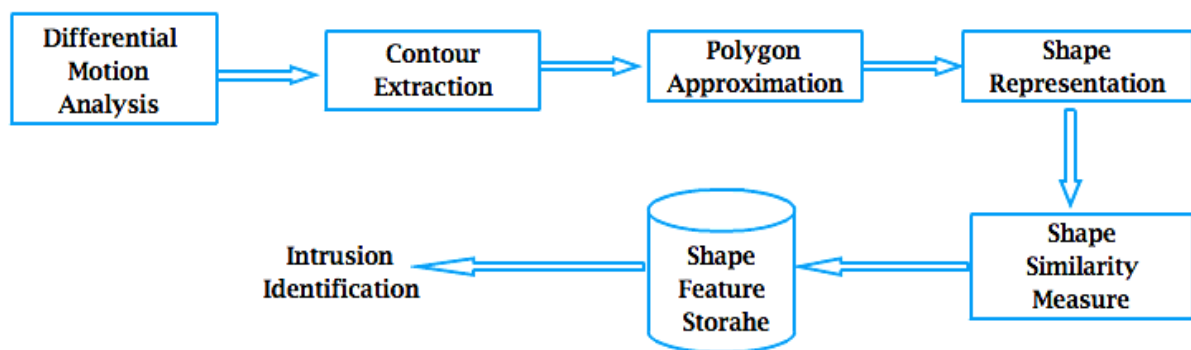 Differential
Motion
Analysis
Contour
Extraction
Polygon
Approximation
Shape
Representation
Shape
Similarity
Measure
Shape
Feature
Storahe
Intrusion
Identification